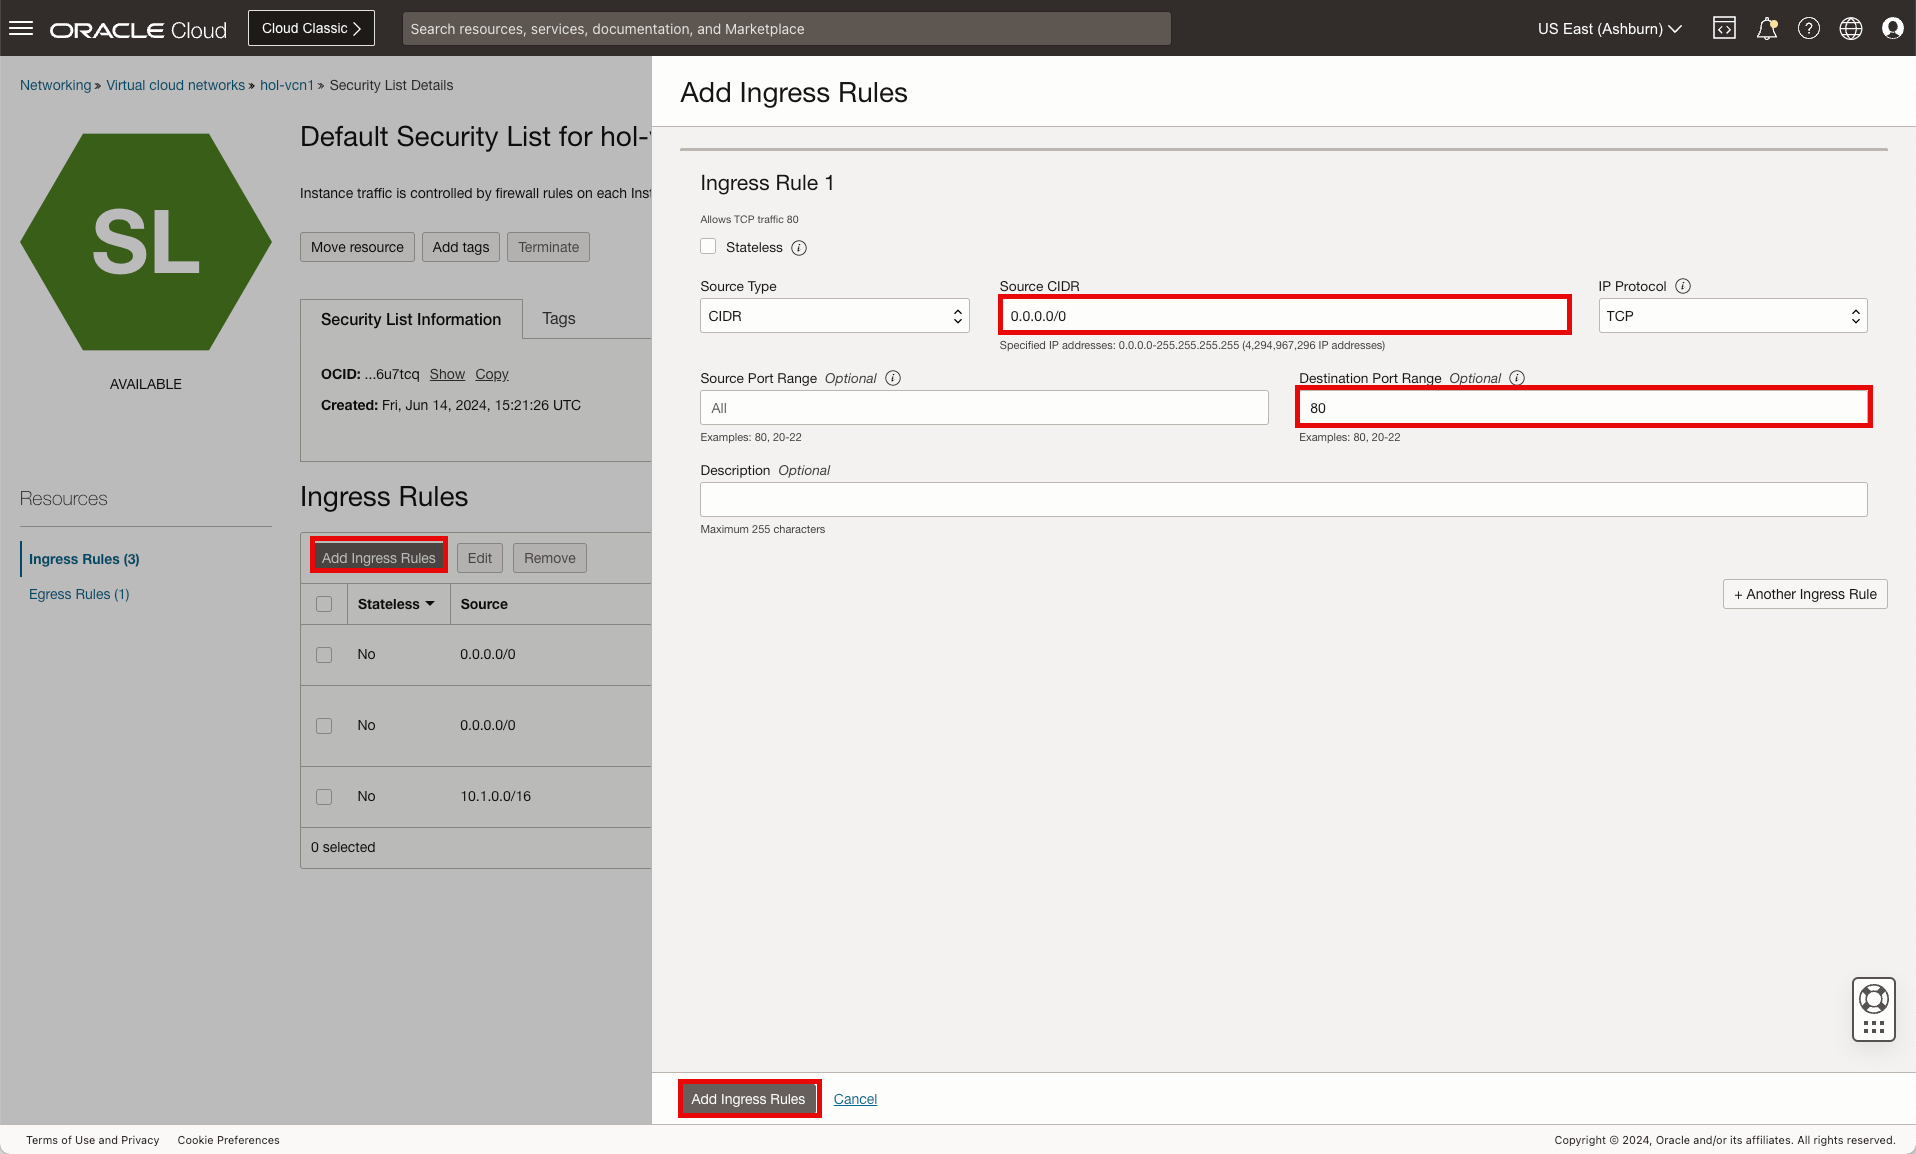 ORACLE Cloud
Cloud Classic
Search resources, services, documentation, and Marketplace
US East (Ashburn)
Networking » Virtual cloud networks » hol-vcn1 » Security List Details
SL
AVAILABLE
Default Security List for hol-
Instance traffic is controlled by firewall rules on each Inst
Move resource Add tags Terminate
Security List Information Tags
OCID: ...6u7tcq Show Copy
Created: Fri, Jun 14, 2024, 15:21:26 UTC
Resources
Ingress Rules (3)
Egress Rules (1)
Ingress Rules
Add Ingress Rules Edit Remove
Stateless Source
No 0.0.0.0/0
No 0.0.0.0/0
No 10.1.0.0/16
0 selected
Add Ingress Rules
Ingress Rule 1
Allows TCP traffic 80
Stateless
Source Type Source CIDR IP Protocol
CIDR 0.0.0.0/0 TCP
Specified IP addresses: 0.0.0.0-255.255.255.255 (4,294,967,296 IP addresses)
Source Port Range Optional Destination Port Range Optional
All 80
Examples: 80, 20-22 Examples: 80, 20-22
Description Optional
Maximum 255 characters
+ Another Ingress Rule
Add Ingress Rules Cancel
Terms of Use and Privacy Cookie Preferences
Copyright © 2024, Oracle and/or its affiliates. All rights reserved.